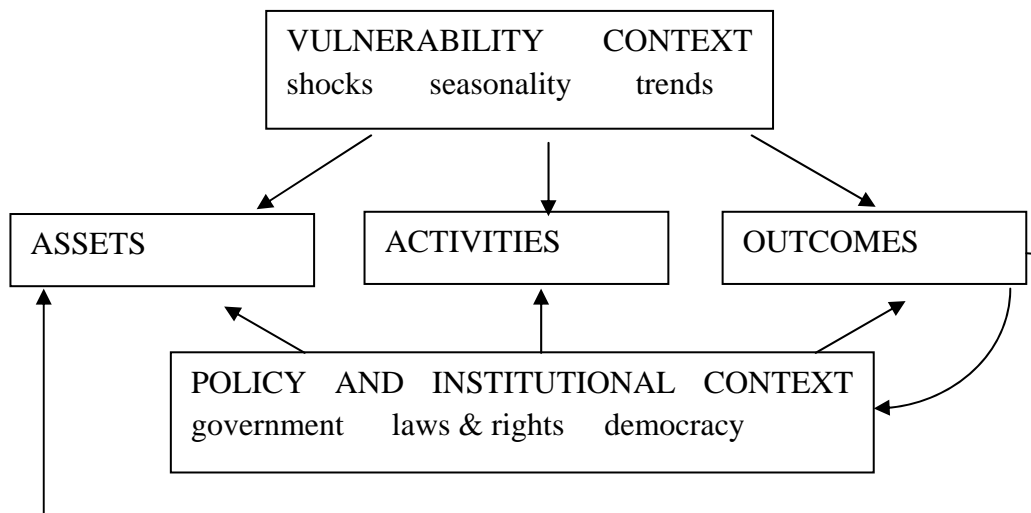 VULNERABILITY CONTEXT
shocks seasonality trends
ASSETS
ACTIVITIES
OUTCOMES
POLICY AND INSTITUTIONAL CONTEXT
government laws & rights democracy